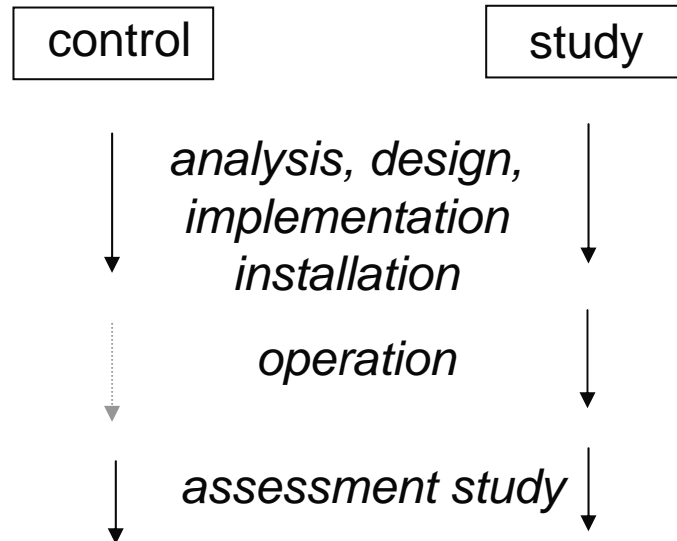 control
study
analysis, design,
implementation
installation
operation
assessment study